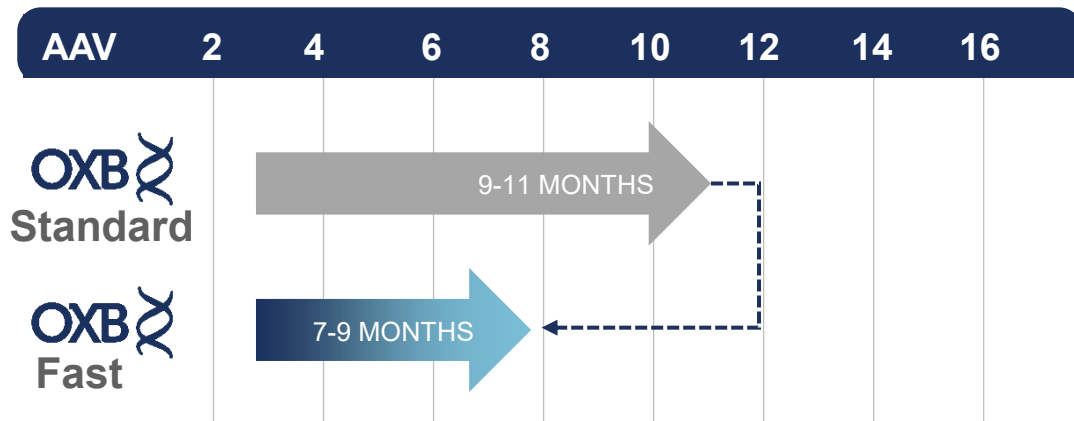 AAV 2 4 6 8 10 12 14 16
OXB
Standard
9-11 MONTHS
OXB
Fast
7-9 MONTHS